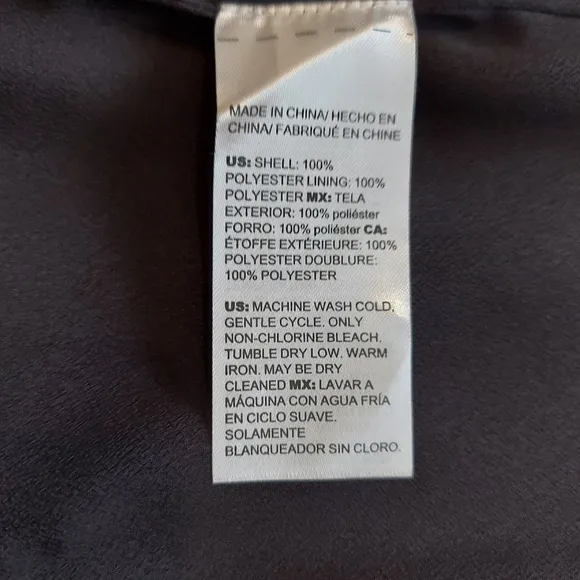 MADE IN CHINA/ HECHO EN
CHINA/ FABRIQUÉ EN CHINE
US: SHELL: 100%
POLYESTER LINING: 100%
POLYESTER MX: TELA
EXTERIOR: 100% poliéster
FORRO: 100% poliéster CA:
ÉTOFFE EXTÉRIEURE: 100%
POLYESTER DOUBLURE:
100% POLYESTER
US: MACHINE WASH COLD,
GENTLE CYCLE. ONLY
NON-CHLORINE BLEACH.
TUMBLE DRY LOW. WARM
IRON. MAY BE DRY
CLEANED MX: LAVAR A
MÁQUINA CON AGUA FRÍA
EN CICLO SUAVE.
SOLAMENTE
BLANQUEADOR SIN CLORO.